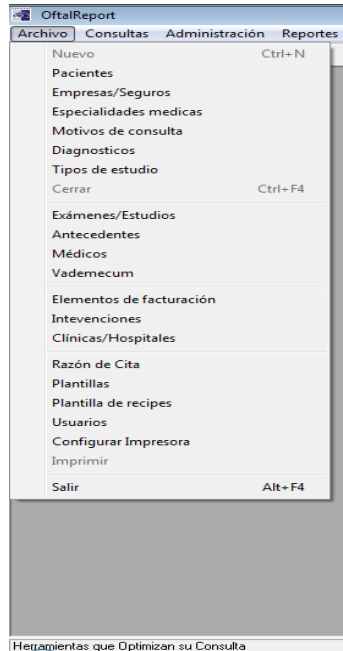 OftalReport
Archivo Consultas Administración Reportes
Nuevo Ctrl+N
Pacientes
Empresas/Seguros
Especialidades medicas
Motivos de consulta
Diagnosticos
Tipos de estudio
Cerrar Ctrl+F4
Exámenes/Estudios
Antecedentes
Médicos
Vademecum
Elementos de facturación
Intevenciones
Clínicas/Hospitales
Razón de Cita
Plantillas
Plantilla de recipes
Usuarios
Configurar Impresora
Imprimir
Salir Alt+F4
Herramientas que Optimizan su Consulta